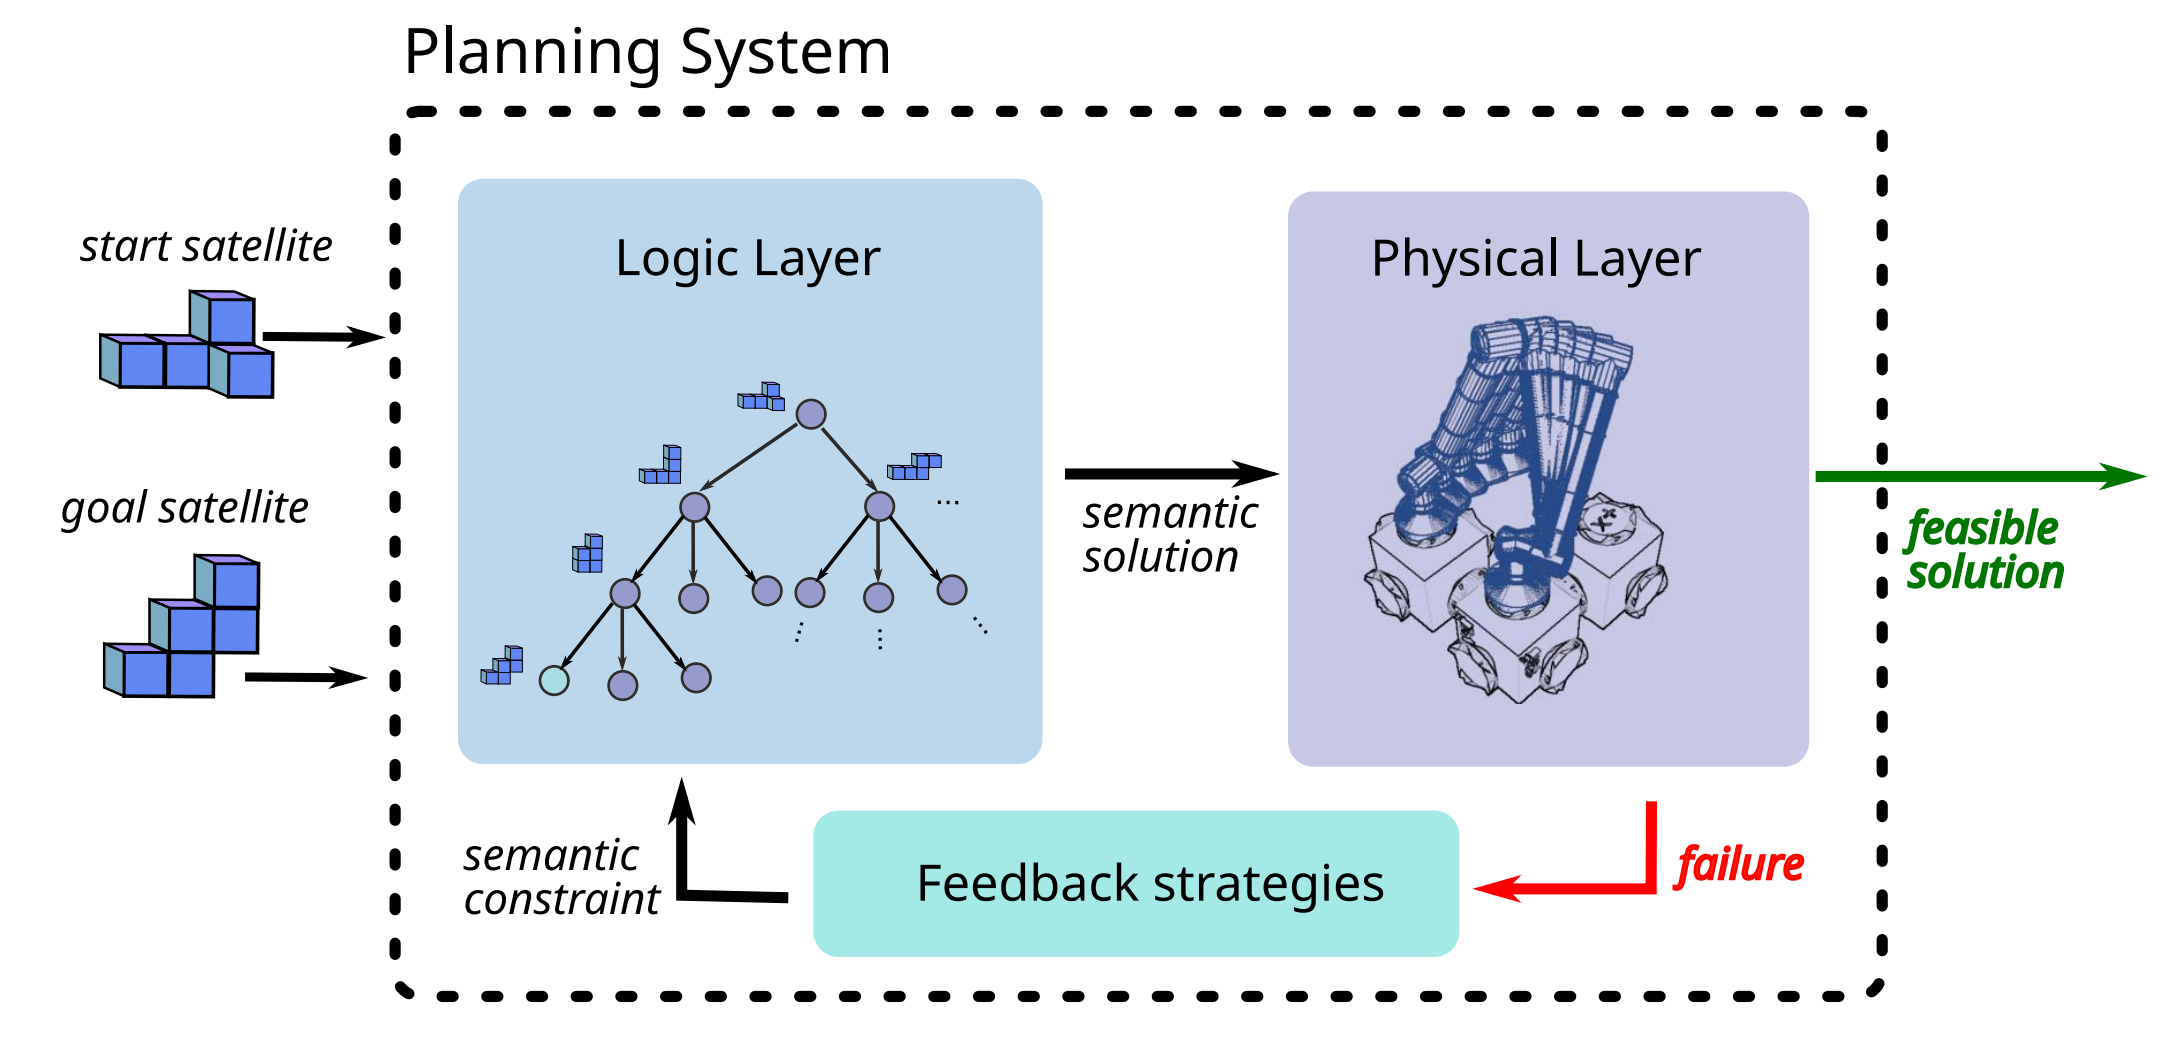 Planning System
start satellite
goal satellite
Logic Layer
...
semantic
solution
Physical Layer
feasible
solution
failure
Feedback strategies
semantic
constraint